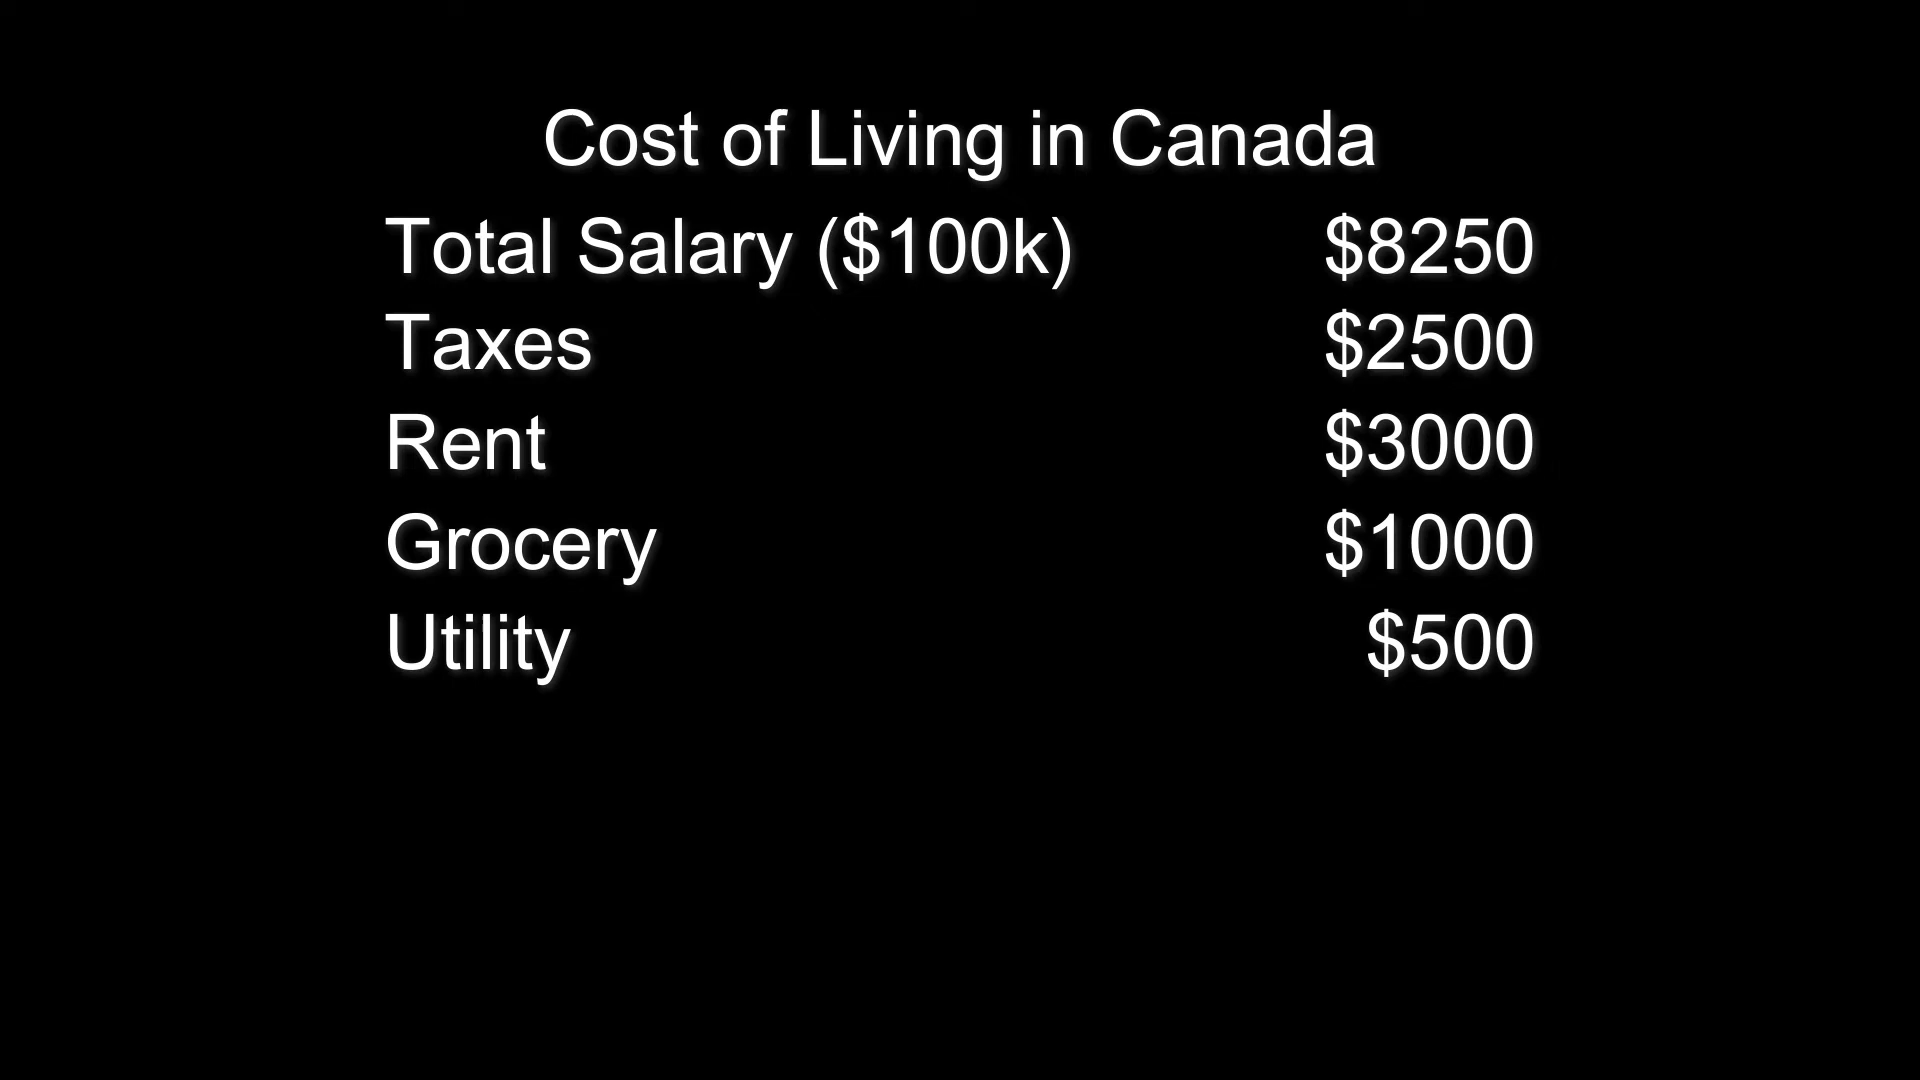 Cost of Living in Canada
Total Salary ($100k) $8250
Taxes $2500
Rent $3000
Grocery $1000
Utility $500